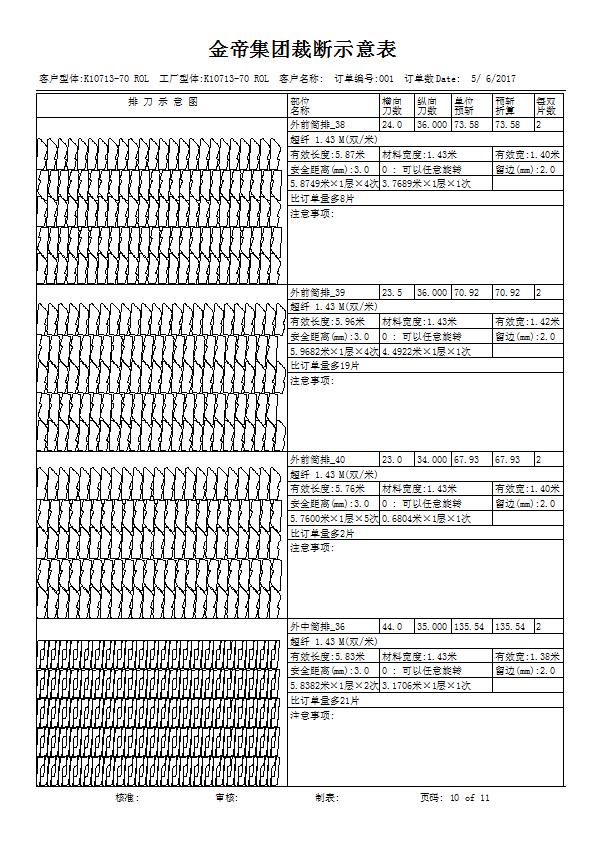 金帝集团裁断示意表
客户型体:K10713-70 ROL 工厂型体:K10713-70 ROL 客户名称: 订单编号:001 订单数Date: 5/ 6/2017
排 刀 示 意 图 部位名称 横向刀数 纵向刀数 单位预斩 预斩折算 每双片数
外前筒排_38 24.0 36.000 73.58 73.58 2
超纤 1.43 M(双/米)
有效长度:5.87米 材料宽度:1.43米 有效宽:1.40米
安全距离(mm):3.0 0 : 可以任意旋转 留边(mm):2.0
5.8749米×1层×4次 3.7689米×1层×1次
比订单量多8片
注意事项:
外前筒排_39 23.5 36.000 70.92 70.92 2
超纤 1.43 M(双/米)
有效长度:5.96米 材料宽度:1.43米 有效宽:1.42米
安全距离(mm):3.0 0 : 可以任意旋转 留边(mm):2.0
5.9682米×1层×4次 4.4922米×1层×1次
比订单量多19片
注意事项:
外前筒排_40 23.0 34.000 67.93 67.93 2
超纤 1.43 M(双/米)
有效长度:5.76米 材料宽度:1.43米 有效宽:1.40米
安全距离(mm):3.0 0 : 可以任意旋转 留边(mm):2.0
5.7600米×1层×5次 0.6804米×1层×1次
比订单量多2片
注意事项:
外中筒排_36 44.0 35.000 135.54 135.54 2
超纤 1.43 M(双/米)
有效长度:5.83米 材料宽度:1.43米 有效宽:1.38米
安全距离(mm):3.0 0 : 可以任意旋转 留边(mm):2.0
5.8382米×1层×2次 3.1706米×1层×1次
比订单量多21片
注意事项:
核准: 审核: 制表: 页码: 10 of 11